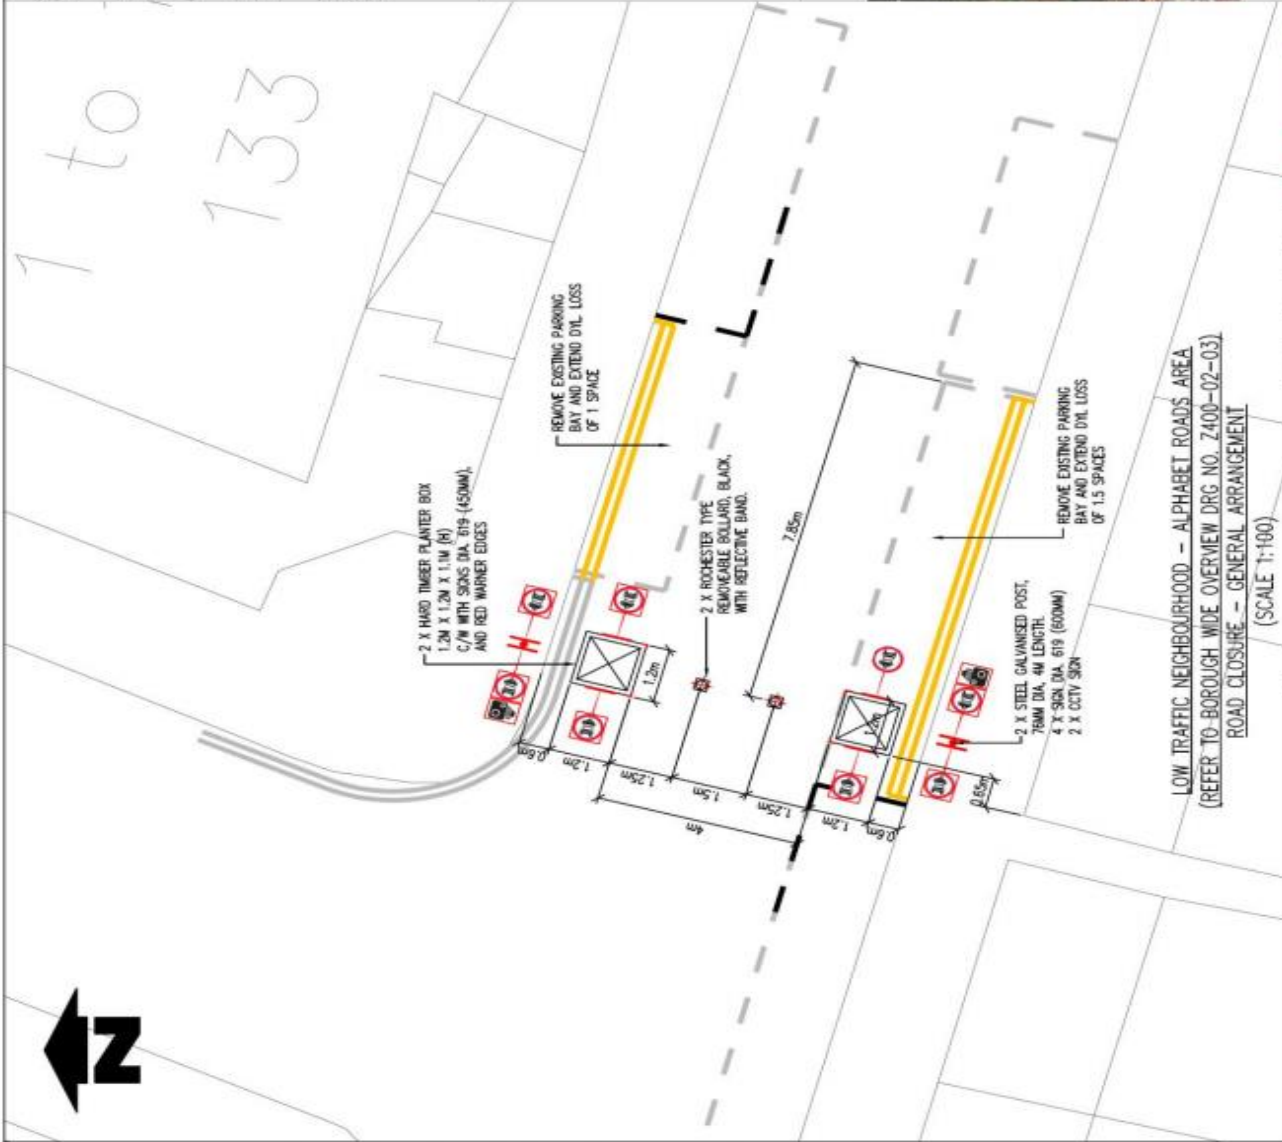 1 to
133
REMOVE EXISTING PARKING
BAY AND EXTEND DYL. LOSS
OF 1 SPACE
2 X HARD TIMBER PLANTER BOX
1.2M X 1.2M X 1.1M (H)
C/W WITH SIGNS DIA. 619 (450MM),
AND RED WARNER EDGES
2 X ROCHESTER TYPE
REMOVEABLE BOLLARD, BLACK,
WITH REFLECTIVE BAND.
7.85m
1.2m
1.2m
0.6m
1.2m
1.25m
1.5m
1.25m
1.2m
0.6m
4m
0.65m
REMOVE EXISTING PARKING
BAY AND EXTEND DYL. LOSS
OF 1.5 SPACES
2 X STEEL GALVANISED POST,
76MM DIA, 4M LENGTH.
4 X SIGN DIA. 619 (600MM)
2 X CCTV SIGN
N
LOW TRAFFIC NEIGHBOURHOOD - ALPHABET ROADS AREA
(REFER TO BOROUGH WIDE OVERVIEW DRG NO. Z400-02-03)
ROAD CLOSURE - GENERAL ARRANGEMENT
(SCALE 1:100)